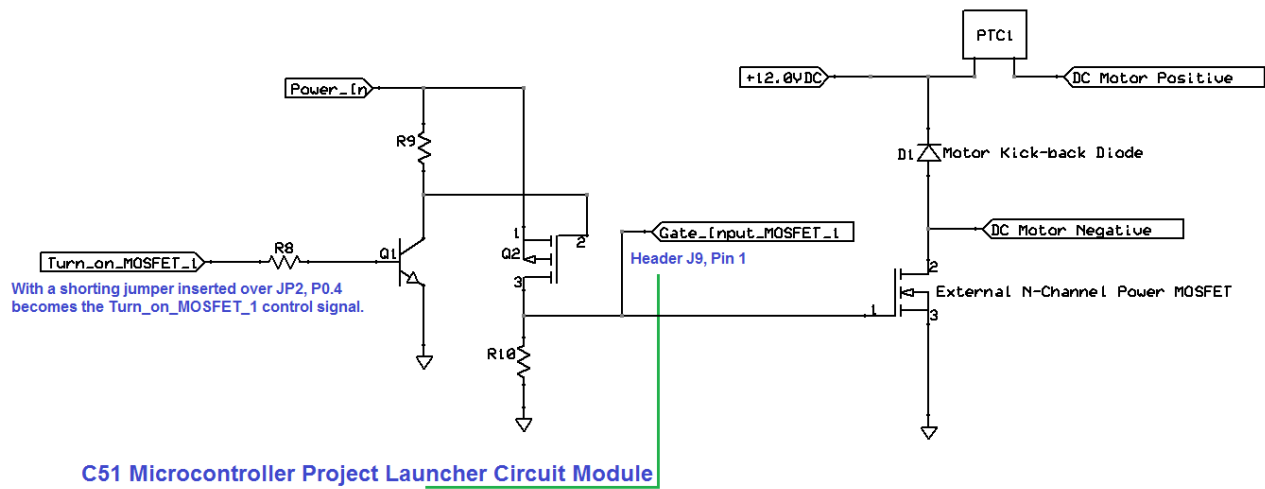 PTC1
+12.0VDC
DC Motor Positive
Power_In
R9
D1
Motor Kick-back Diode
1
2
Gate_Input_MOSFET_1
DC Motor Negative
R8
Q1
Q2
Header J9, Pin 1
Turn_on_MOSFET_1
2
3
External N-Channel Power MOSFET
With a shorting jumper inserted over JP2, P0.4
becomes the Turn_on_MOSFET_1 control signal.
1
3
R10
C51 Microcontroller Project Launcher Circuit Module